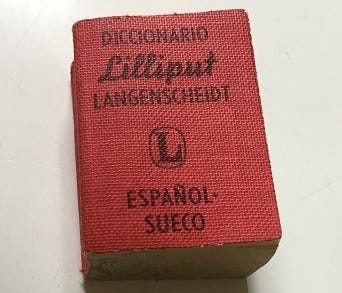 DICCIONARIO
Lilliput
LANGENSCHEIDT
L
ESPAÑOL-
SUECO